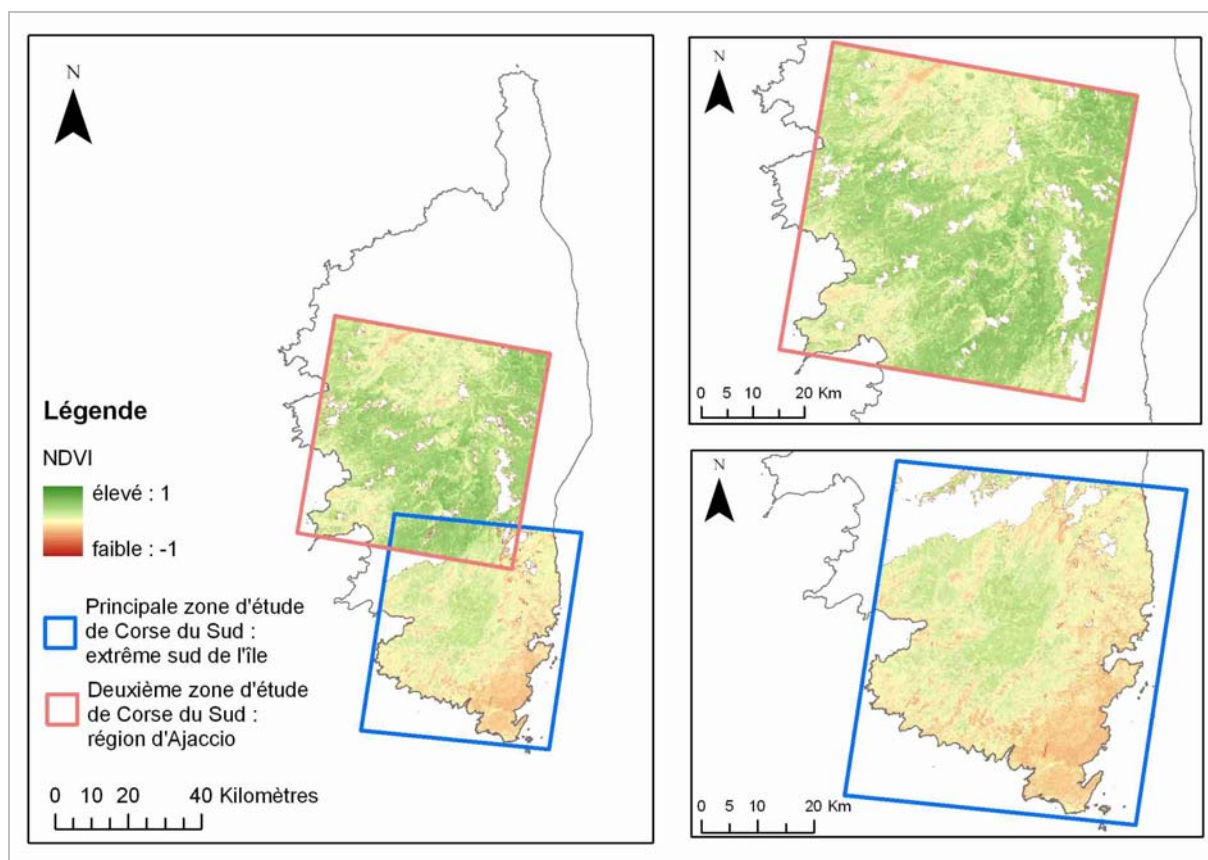 N
Légende
NDVI
élevé : 1
faible : -1
Principale zone d'étude
de Corse du Sud :
extrême sud de l'île
Deuxième zone d'étude
de Corse du Sud :
région d'Ajaccio
0 10 20 40 Kilomètres
N
0 5 10 20 Km
N
0 5 10 20 Km